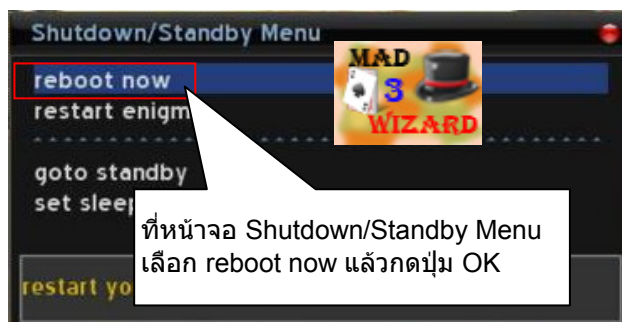 Shutdown/Standby Menu
reboot now
MAD
3
WIZARD
restart enigm
goto standby
set sleep
ที่หน้าจอ Shutdown/Standby Menu
เลือก reboot now แล้วกดปุ่ม OK
restart yo